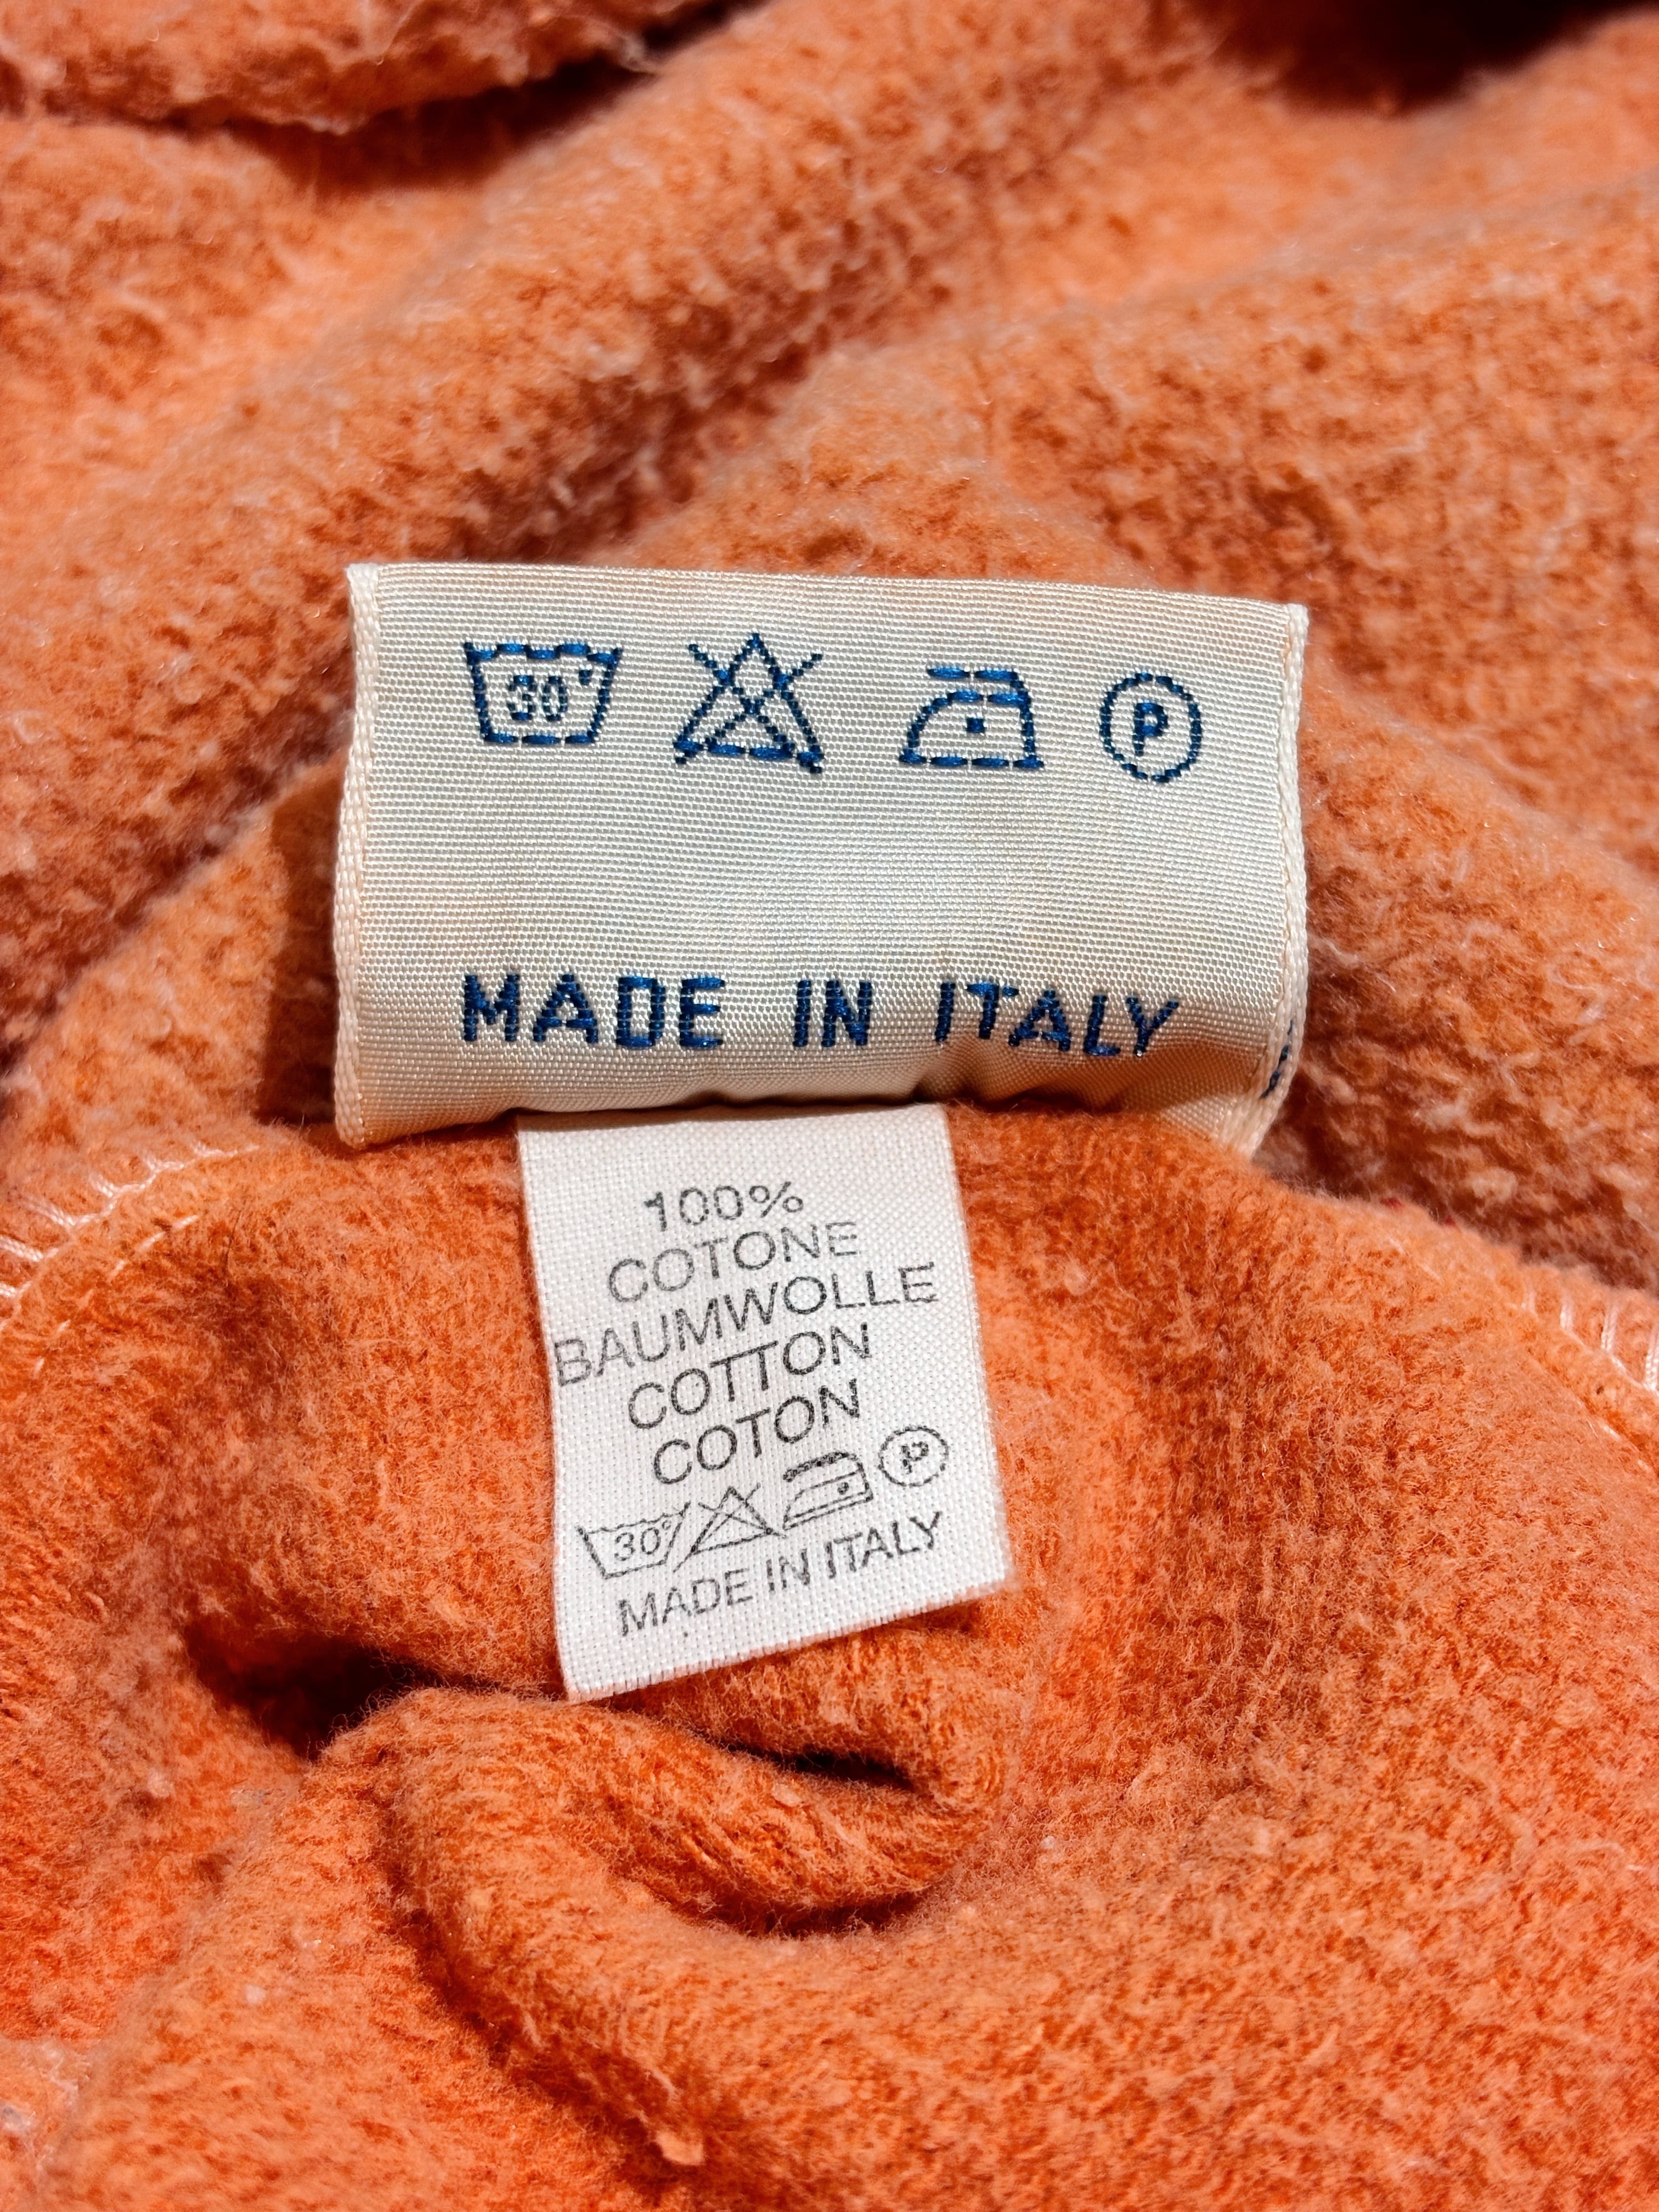 30°
P
MADE IN ITALY
100%
COTONE
BAUMWOLLE
COTTON
COTON
30° P
MADE IN ITALY